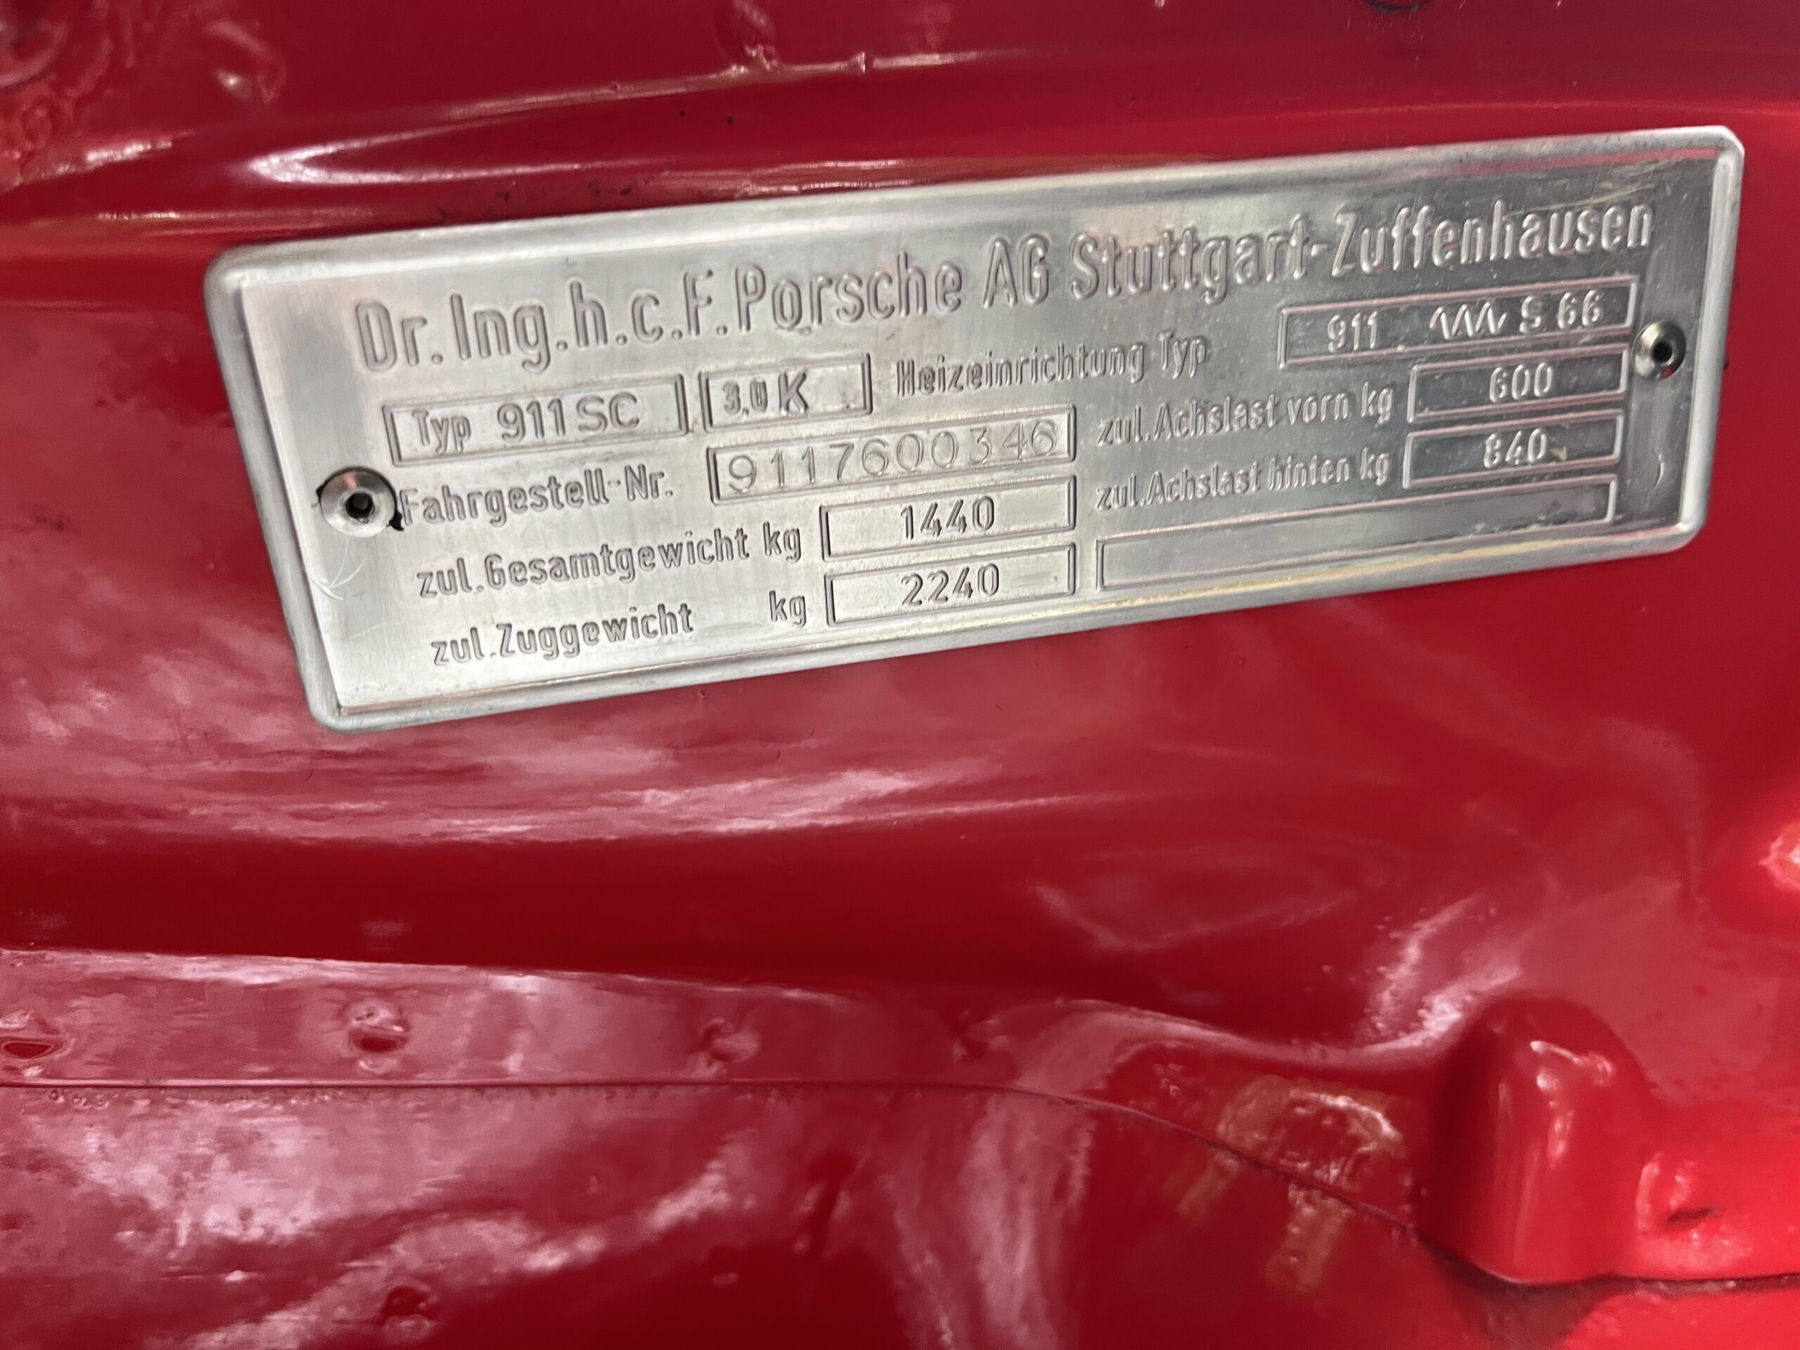 Dr. Ing. h. c. F. Porsche AG Stuttgart-Zuffenhausen
Typ 911 SC 3,0 K Heizeinrichtung Typ 911 S 66
Fahrgestell-Nr. 9117600346 zul. Achslast vorn kg 600
zul. Gesamtgewicht kg 1440 zul. Achslast hinten kg 840
zul. Zuggewicht kg 2240